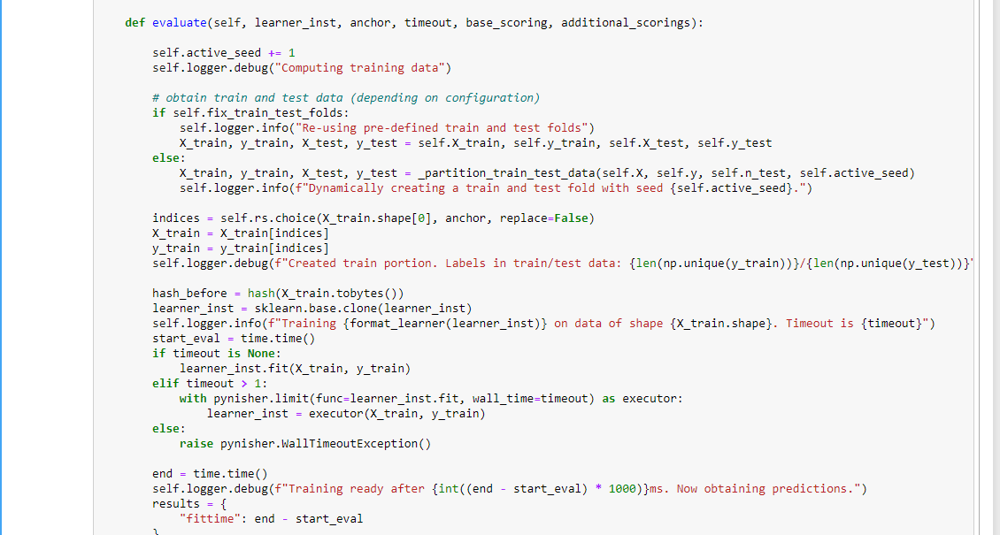 def evaluate(self, learner_inst, anchor, timeout, base_scoring, additional_scorings):
self.active_seed += 1
self.logger.debug("Computing training data")
# obtain train and test data (depending on configuration)
if self.fix_train_test_folds:
self.logger.info("Re-using pre-defined train and test folds")
X_train, y_train, X_test, y_test = self.X_train, self.y_train, self.X_test, self.y_test
else:
X_train, y_train, X_test, y_test = _partition_train_test_data(self.X, self.y, self.n_test, self.active_seed)
self.logger.info(f"Dynamically creating a train and test fold with seed {self.active_seed}.")
indices = self.rs.choice(X_train.shape[0], anchor, replace=False)
X_train = X_train[indices]
y_train = y_train[indices]
self.logger.debug(f"Created train portion. Labels in train/test data: {len(np.unique(y_train))}/{len(np.unique(y_test))}"
hash_before = hash(X_train.tobytes())
learner_inst = sklearn.base.clone(learner_inst)
self.logger.info(f"Training {format_learner(learner_inst)} on data of shape {X_train.shape}. Timeout is {timeout}")
start_eval = time.time()
if timeout is None:
learner_inst.fit(X_train, y_train)
elif timeout > 1:
with pynisher.limit(func=learner_inst.fit, wall_time=timeout) as executor:
learner_inst = executor(X_train, y_train)
else:
raise pynisher.WallTimeoutException()
end = time.time()
self.logger.debug(f"Training ready after {int((end - start_eval) * 1000)}ms. Now obtaining predictions.")
results = {
"fittime": end - start_eval
}